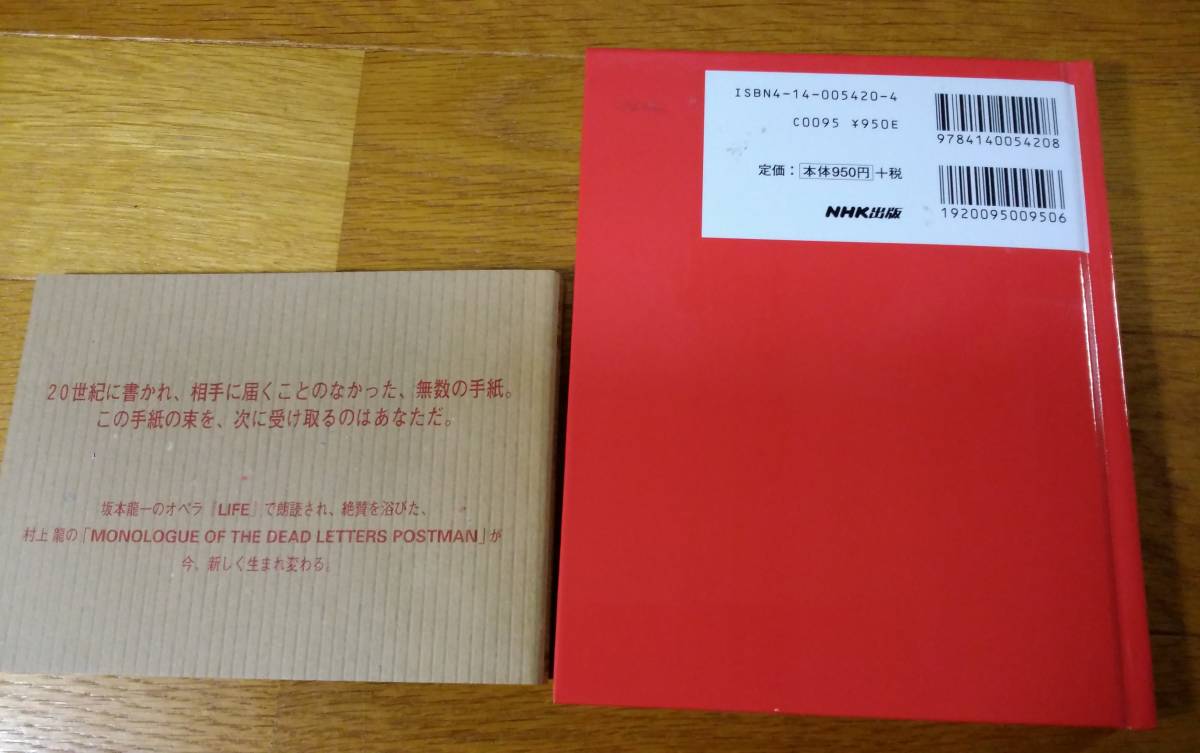 20世紀に書かれ、相手に届くことのなかった、無数の手紙。
この手紙の束を、次に受け取るのはあなただ。
坂本龍一のオペラ『LIFE』で朗読され、絶賛を浴びた、
村上 龍の「MONOLOGUE OF THE DEAD LETTERS POSTMAN」が
今、新しく生まれ変わる。
ISBN4-14-005420-4
C0095 ¥950E
9784140054208
定価：本体950円+税
NHK出版
1920095009506